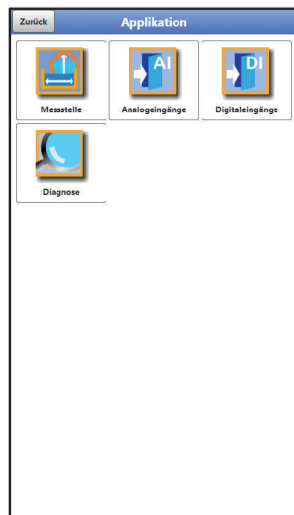 Zurück Applikation
AI DI
Messstelle Analogeingänge Digitaleingänge
Diagnose